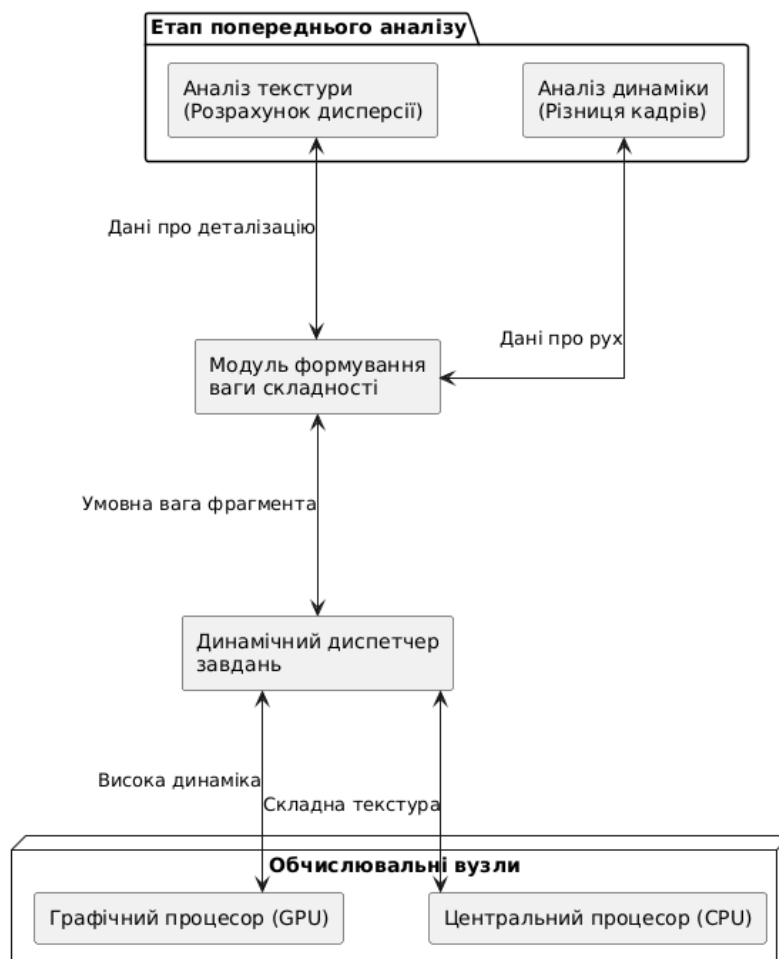 Етап попереднього аналізу
Аналіз текстури
(Розрахунок дисперсії)
Аналіз динаміки
(Різниця кадрів)
Дані про деталізацію
Дані про рух
Модуль формування
ваги складності
Умовна вага фрагмента
Динамічний диспетчер
завдань
Висока динаміка
Складна текстура
Обчислювальні вузли
Графічний процесор (GPU)
Центральний процесор (CPU)